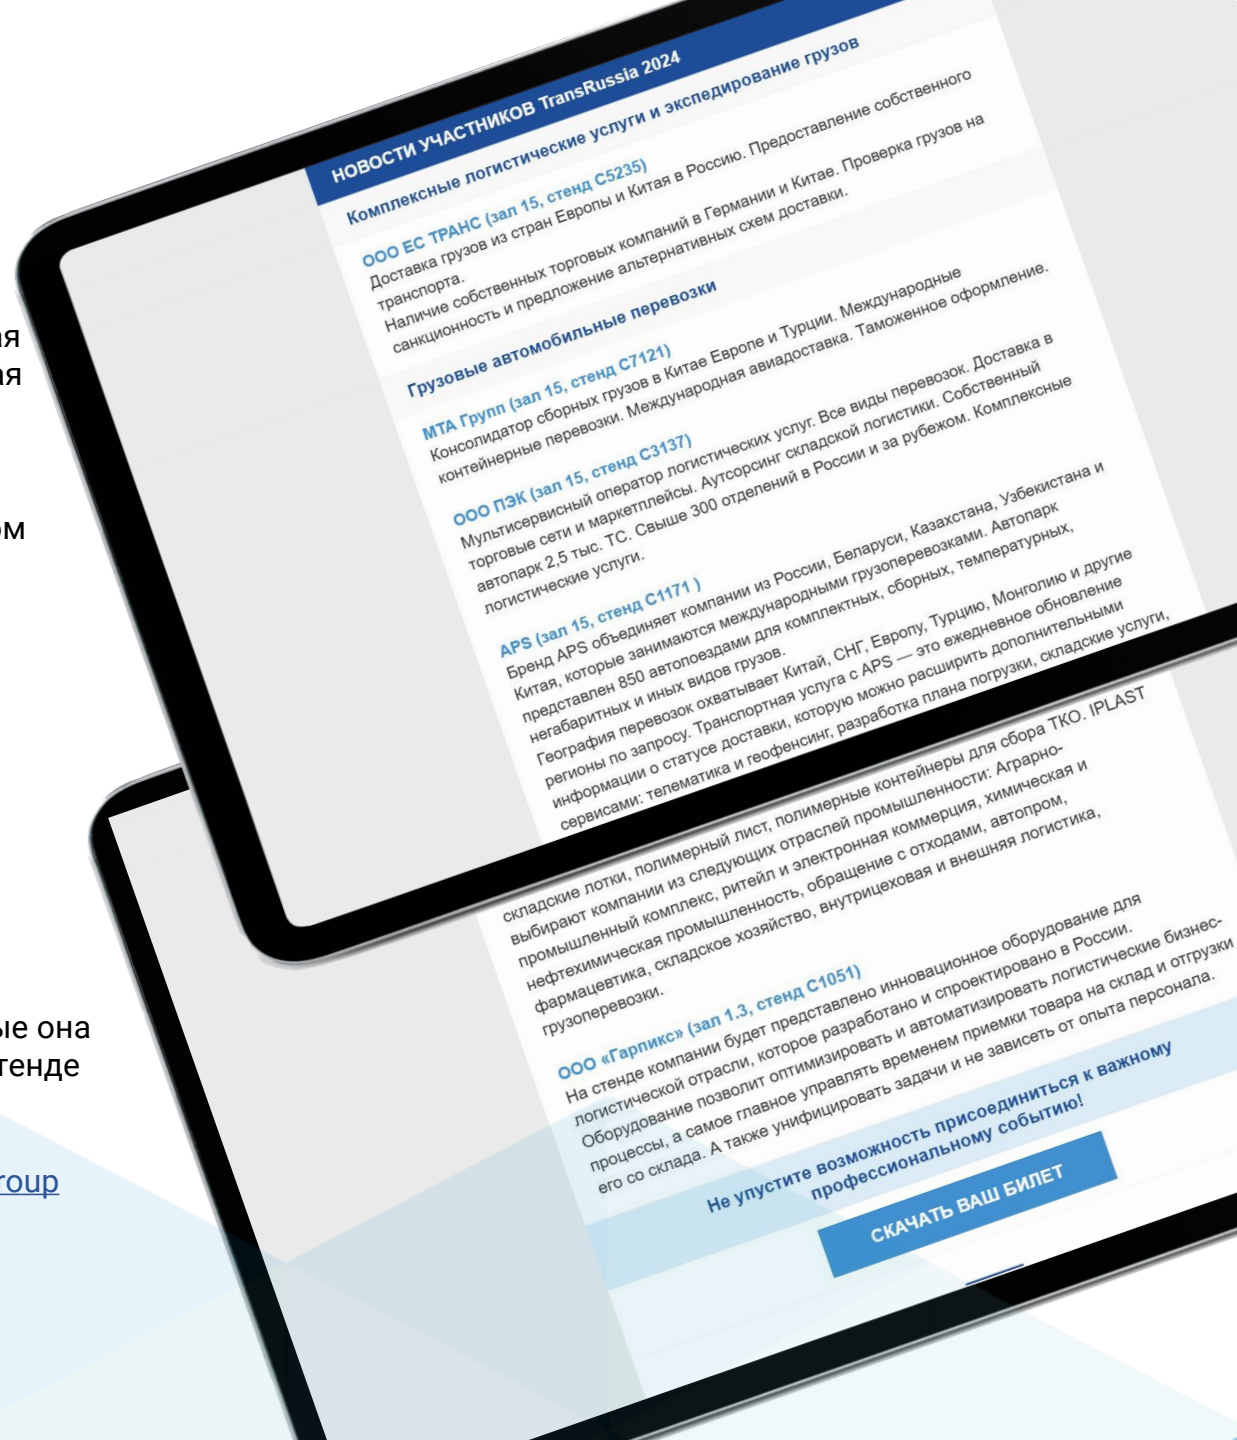 НОВОСТИ УЧАСТНИКОВ TransRussia 2024
Комплексные логистические услуги и экспедирование грузов
ООО ЕС ТРАНС (зал 15, стенд C5235)
Доставка грузов из стран Европы и Китая в Россию. Предоставление собственного
транспорта.
Наличие собственных торговых компаний в Германии и Китае. Проверка грузов на
санкционность и предложение альтернативных схем доставки.
Грузовые автомобильные перевозки
МТА Групп (зал 15, стенд C7121)
Консолидатор сборных грузов в Китае Европе и Турции. Международные
контейнерные перевозки. Международная авиадоставка. Таможенное оформление.
ООО ПЭК (зал 15, стенд C3137)
Мультисервисный оператор логистических услуг. Все виды перевозок. Доставка в
торговые сети и маркетплейсы. Аутсорсинг складской логистики. Собственный
автопарк 2,5 тыс. ТС. Свыше 300 отделений в России и за рубежом. Комплексные
логистические услуги.
APS (зал 15, стенд C1171 )
Бренд APS объединяет компании из России, Беларуси, Казахстана, Узбекистана и
Китая, которые занимаются международными грузоперевозками. Автопарк
представлен 850 автопоездами для комплектных, сборных, температурных,
негабаритных и иных видов грузов.
География перевозок охватывает Китай, СНГ, Европу, Турцию, Монголию и другие
регионы по запросу. Транспортная услуга с APS — это ежедневное обновление
информации о статусе доставки, которую можно расширить дополнительными
сервисами: телематика и геофенсинг, разработка плана погрузки, складские услуги,
складские лотки, полимерный лист, полимерные контейнеры для сбора ТКО. IPLAST
выбирают компании из следующих отраслей промышленности: Аграрно-
промышленный комплекс, ритейл и электронная коммерция, химическая и
нефтехимическая промышленность, обращение с отходами, автопром,
фармацевтика, складское хозяйство, внутрицеховая и внешняя логистика,
грузоперевозки.
ООО «Гарпикс» (зал 1.3, стенд C1051)
На стенде компании будет представлено инновационное оборудование для
логистической отрасли, которое разработано и спроектировано в России.
Оборудование позволит оптимизировать и автоматизировать логистические бизнес-
процессы, а самое главное управлять временем приемки товара на склад и отгрузки
его со склада. А также унифицировать задачи и не зависеть от опыта персонала.
Не упустите возможность присоединиться к важному
профессиональному событию!
СКАЧАТЬ ВАШ БИЛЕТ
ая
ая
ом
ые она
тенде
roup